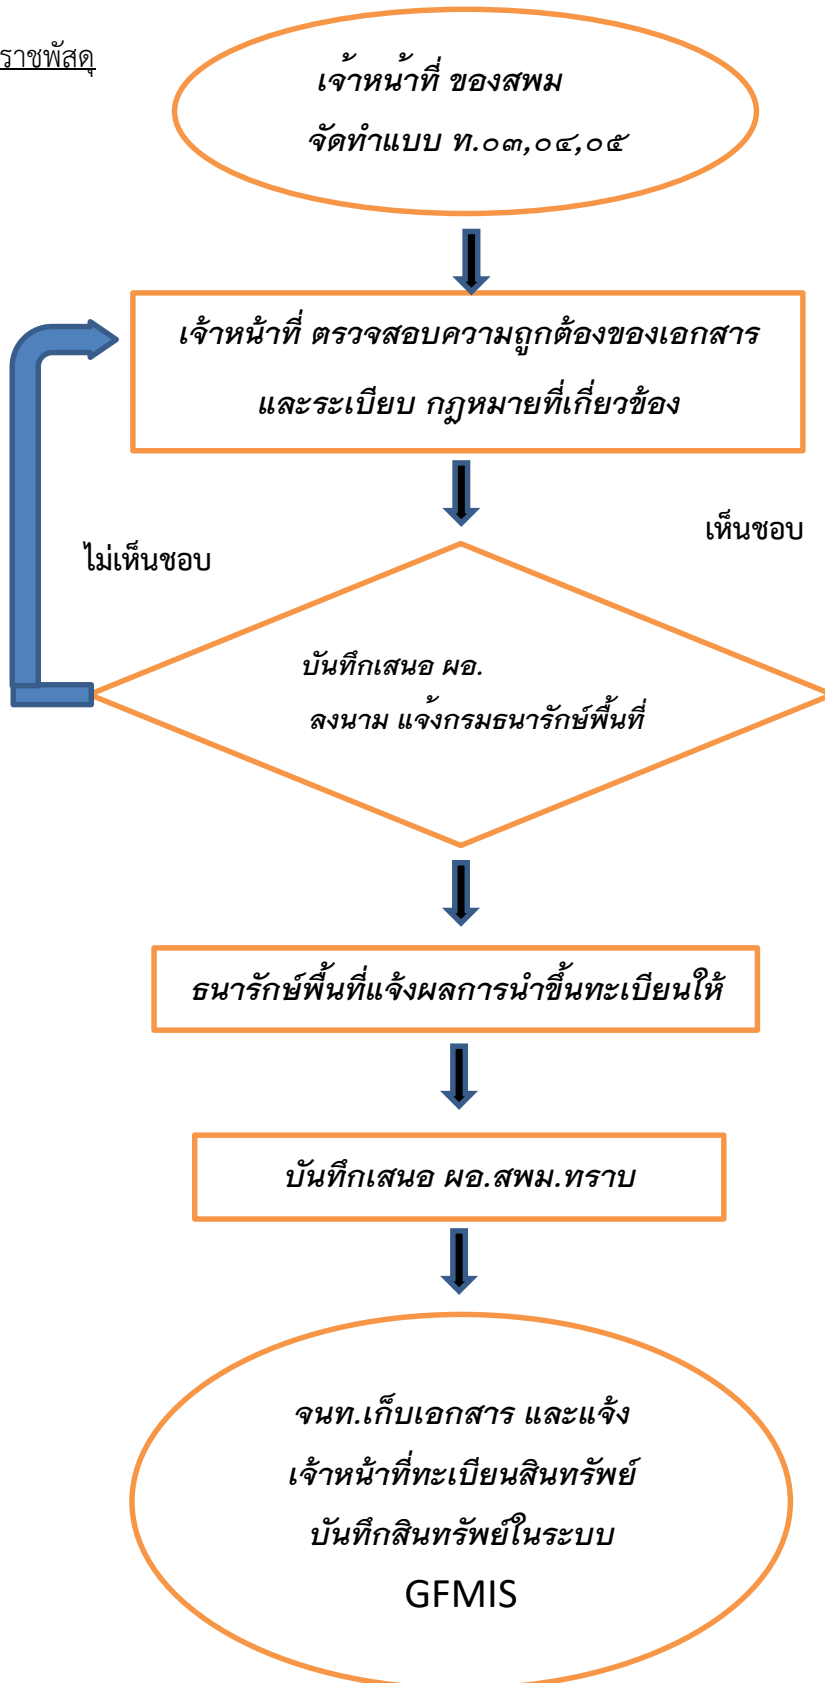 ราชพัสดุ
เจ้าหน้าที่ ของสพม
จัดทำแบบ ท.๐๓,๐๔,๐๕
เจ้าหน้าที่ ตรวจสอบความถูกต้องของเอกสาร
และระเบียบ กฎหมายที่เกี่ยวข้อง
เห็นชอบ
ไม่เห็นชอบ
บันทึกเสนอ ผอ.
ลงนาม แจ้งกรมธนารักษ์พื้นที่
ธนารักษ์พื้นที่แจ้งผลการนำขึ้นทะเบียนให้
บันทึกเสนอ ผอ.สพม.ทราบ
จนท.เก็บเอกสาร และแจ้ง
เจ้าหน้าที่ทะเบียนสินทรัพย์
บันทึกสินทรัพย์ในระบบ
GFMIS